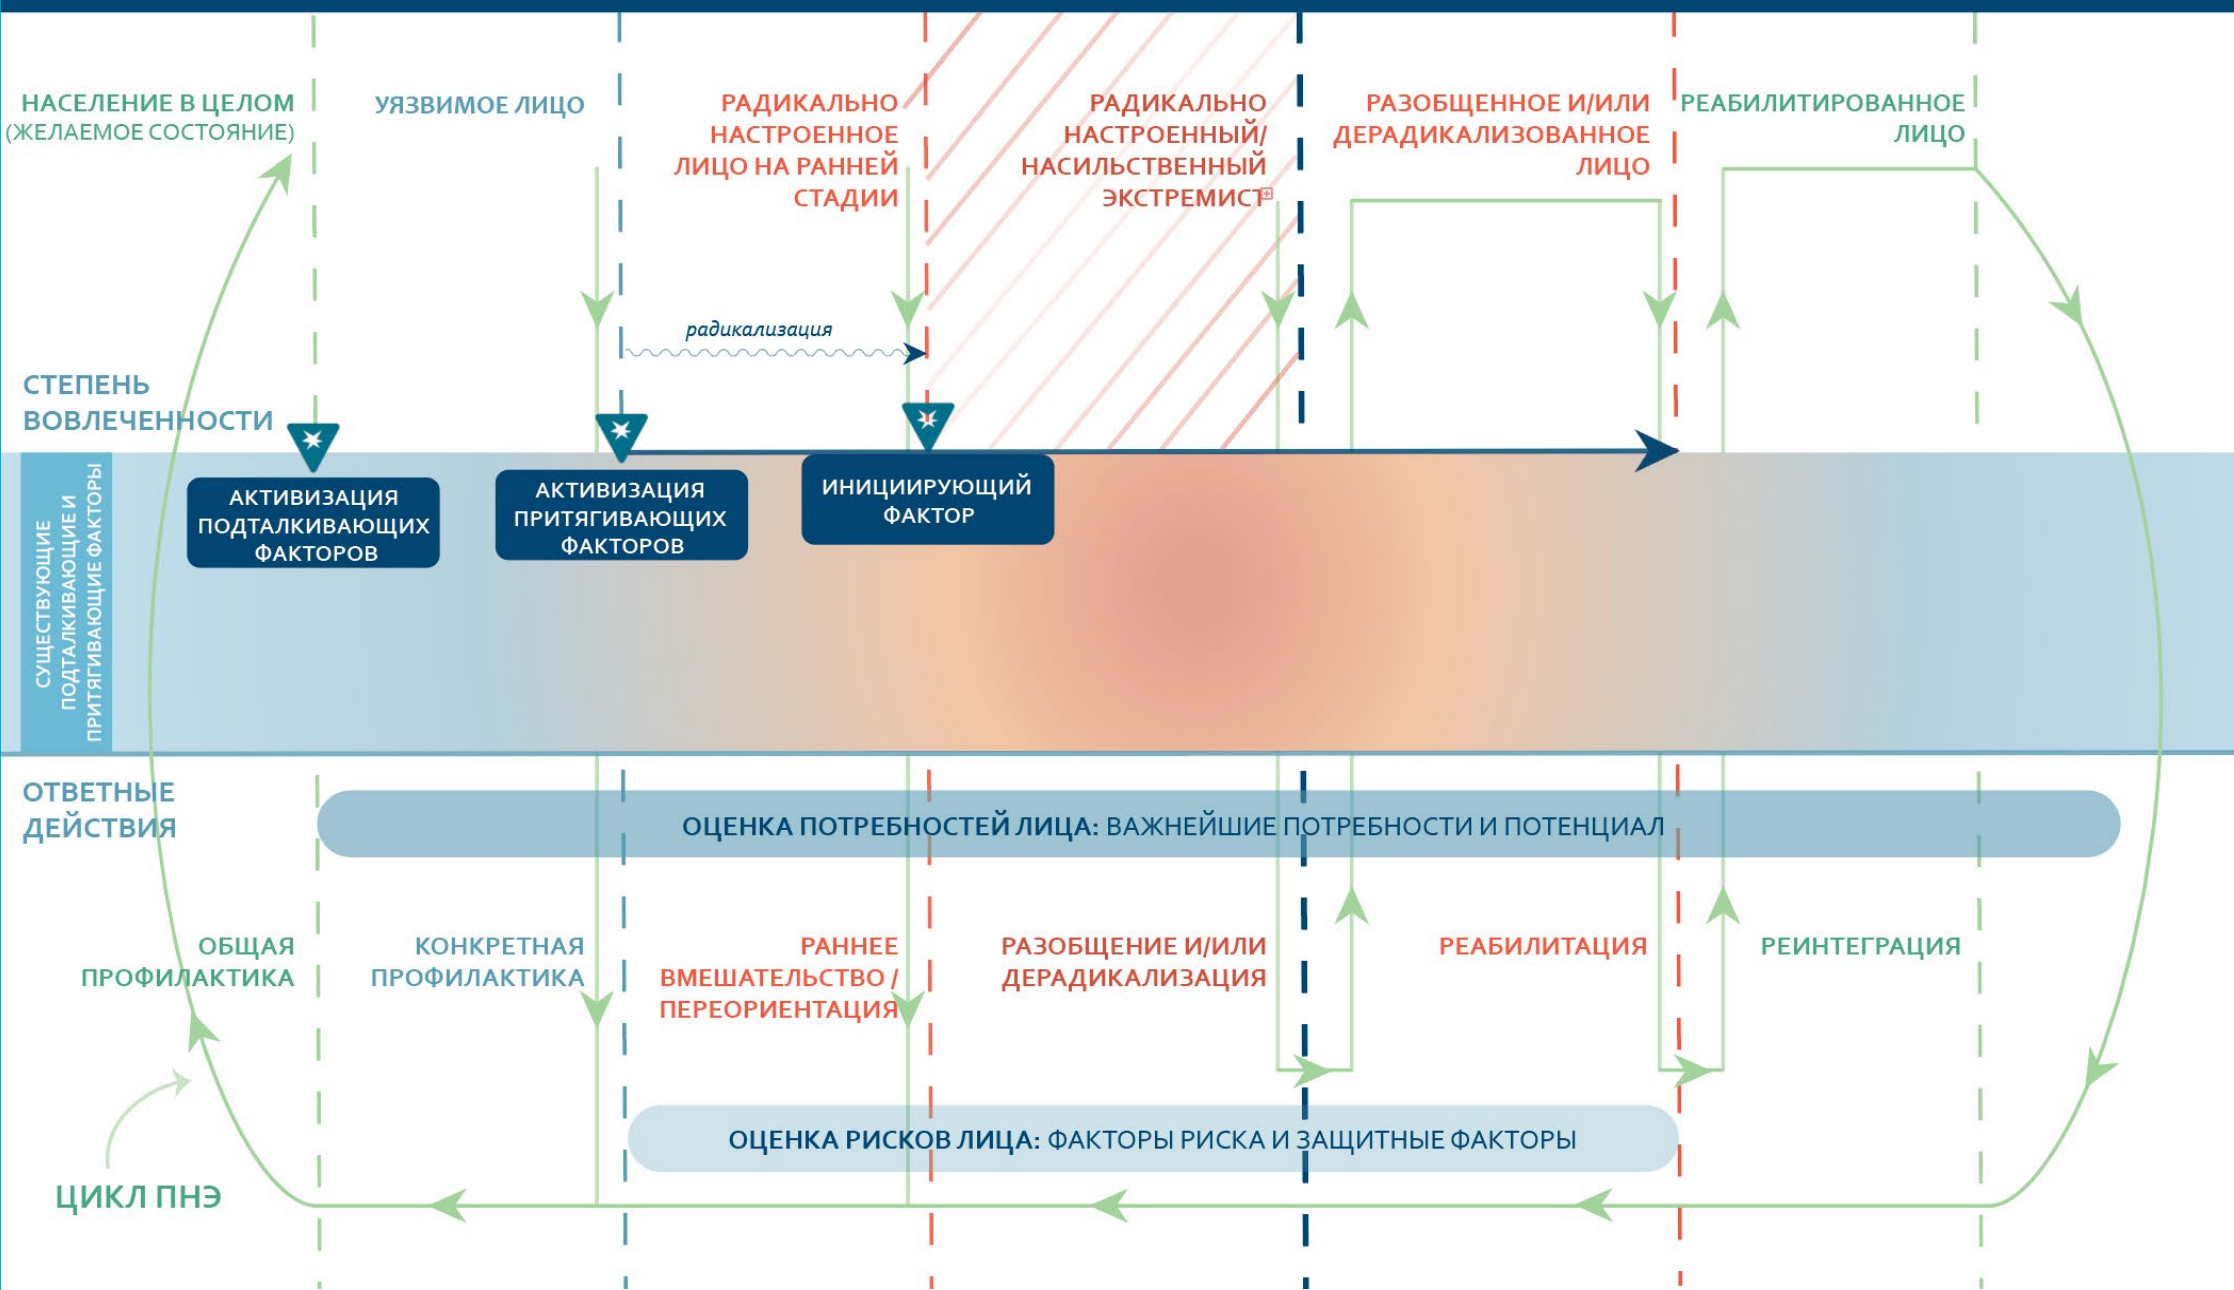 НАСЕЛЕНИЕ В ЦЕЛОМ
(ЖЕЛАЕМОЕ СОСТОЯНИЕ)
УЯЗВИМОЕ ЛИЦО
РАДИКАЛЬНО
НАСТРОЕННОЕ
ЛИЦО НА РАННЕЙ
СТАДИИ
РАДИКАЛЬНО
НАСТРОЕННЫЙ/
НАСИЛЬСТВЕННЫЙ
ЭКСТРЕМИСТ
РАЗОБЩЕННОЕ И/ИЛИ
ДЕРАДИКАЛИЗОВАННОЕ
ЛИЦО
РЕАБИЛИТИРОВАННОЕ
ЛИЦО
радикализация
СТЕПЕНЬ
ВОВЛЕЧЕННОСТИ
СУЩЕСТВУЮЩИЕ
ПОДТАЛКИВАЮЩИЕ И
ПРИТЯГИВАЮЩИЕ ФАКТОРЫ
АКТИВИЗАЦИЯ
ПОДТАЛКИВАЮЩИХ
ФАКТОРОВ
АКТИВИЗАЦИЯ
ПРИТЯГИВАЮЩИХ
ФАКТОРОВ
ИНИЦИИРУЮЩИЙ
ФАКТОР
ОТВЕТНЫЕ
ДЕЙСТВИЯ
ОЦЕНКА ПОТРЕБНОСТЕЙ ЛИЦА: ВАЖНЕЙШИЕ ПОТРЕБНОСТИ И ПОТЕНЦИАЛ
ОБЩАЯ
ПРОФИЛАКТИКА
КОНКРЕТНАЯ
ПРОФИЛАКТИКА
РАННЕЕ
ВМЕШАТЕЛЬСТВО /
ПЕРЕОРИЕНТАЦИЯ
РАЗОБЩЕНИЕ И/ИЛИ
ДЕРАДИКАЛИЗАЦИЯ
РЕАБИЛИТАЦИЯ
РЕИНТЕГРАЦИЯ
ОЦЕНКА РИСКОВ ЛИЦА: ФАКТОРЫ РИСКА И ЗАЩИТНЫЕ ФАКТОРЫ
ЦИКЛ ПНЭ